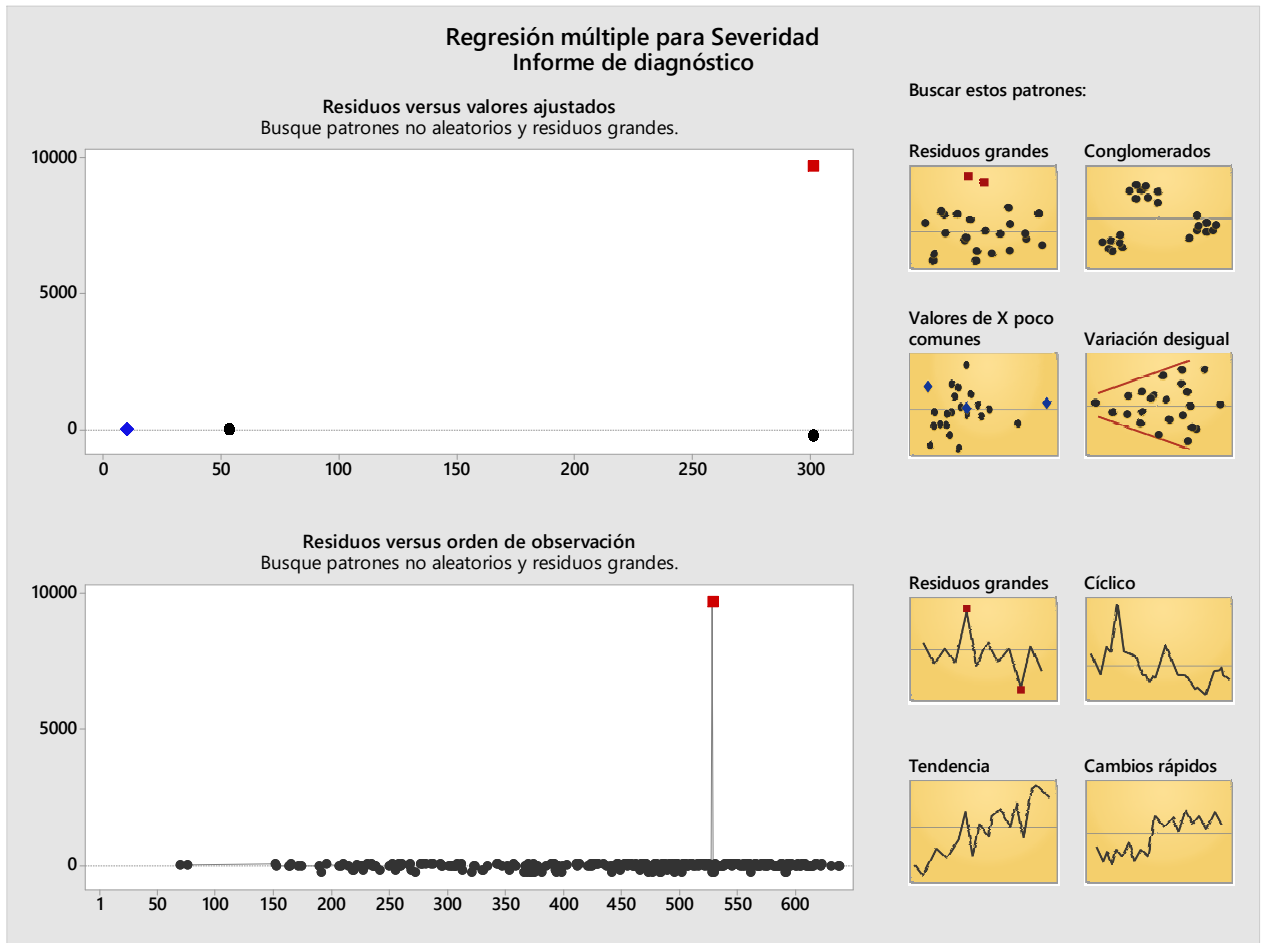 Regresión múltiple para Severidad
Informe de diagnóstico
Residuos versus valores ajustados
Busque patrones no aleatorios y residuos grandes.
10000
5000
0
0 50 100 150 200 250 300
Residuos versus orden de observación
Busque patrones no aleatorios y residuos grandes.
10000
5000
0
1 50 100 150 200 250 300 350 400 450 500 550 600
Buscar estos patrones:
Residuos grandes Conglomerados
Valores de X poco
comunes Variación desigual
Residuos grandes Cíclico
Tendencia Cambios rápidos